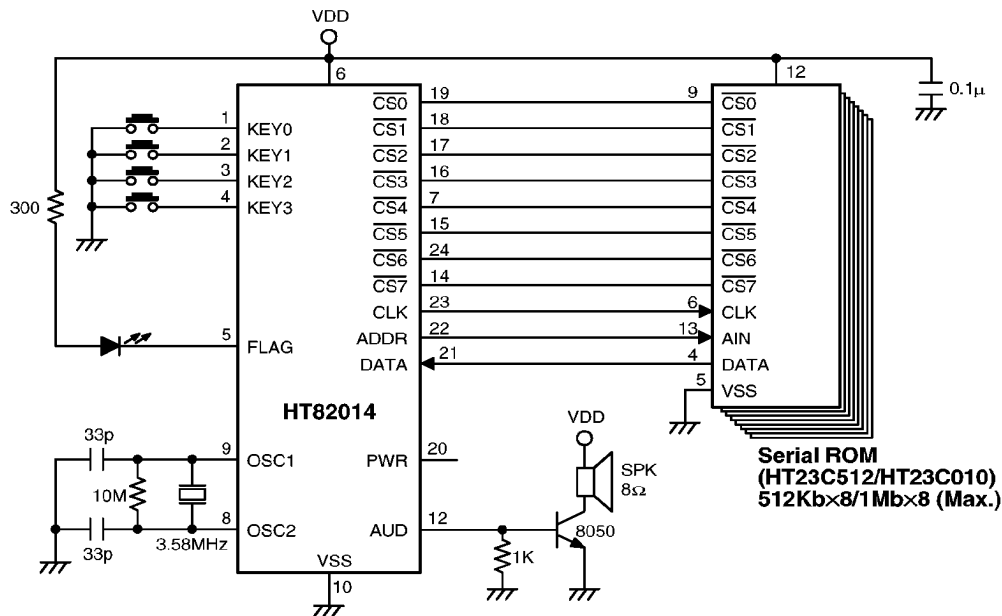 VDD
6
12
0.1μ
300
1
KEY0
2
KEY1
3
KEY2
4
KEY3
5
FLAG
HT82014
33p
10M
33p
3.58MHz
9
OSC1
8
OSC2
VSS
10
CS0
19
9
CS0
CS1
18
CS1
CS2
17
CS2
CS3
16
CS3
CS4
7
CS4
CS5
15
CS5
CS6
24
CS6
CS7
14
CS7
CLK
23
6
CLK
ADDR
22
13
AIN
DATA
21
4
DATA
5
VSS
PWR
20
AUD
12
1K
VDD
SPK
8Ω
8050
Serial ROM
(HT23C512/HT23C010)
512Kb×8/1Mb×8 (Max.)